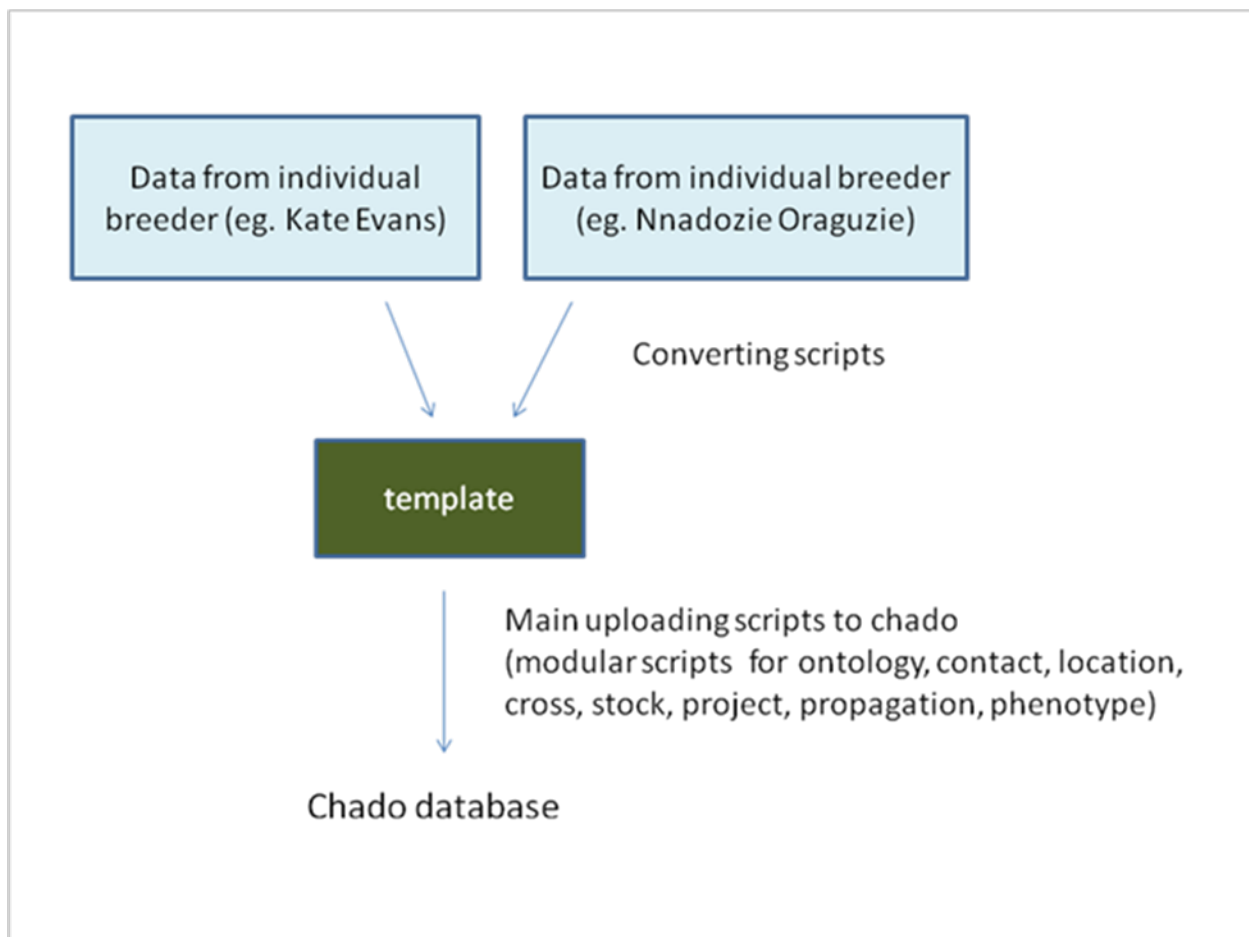 Data from individual
breeder (eg. Kate Evans)
Data from individual breeder
(eg. Nnadozie Oraguzie)
Converting scripts
template
Main uploading scripts to chado
(modular scripts for ontology, contact, location,
cross, stock, project, propagation, phenotype)
Chado database